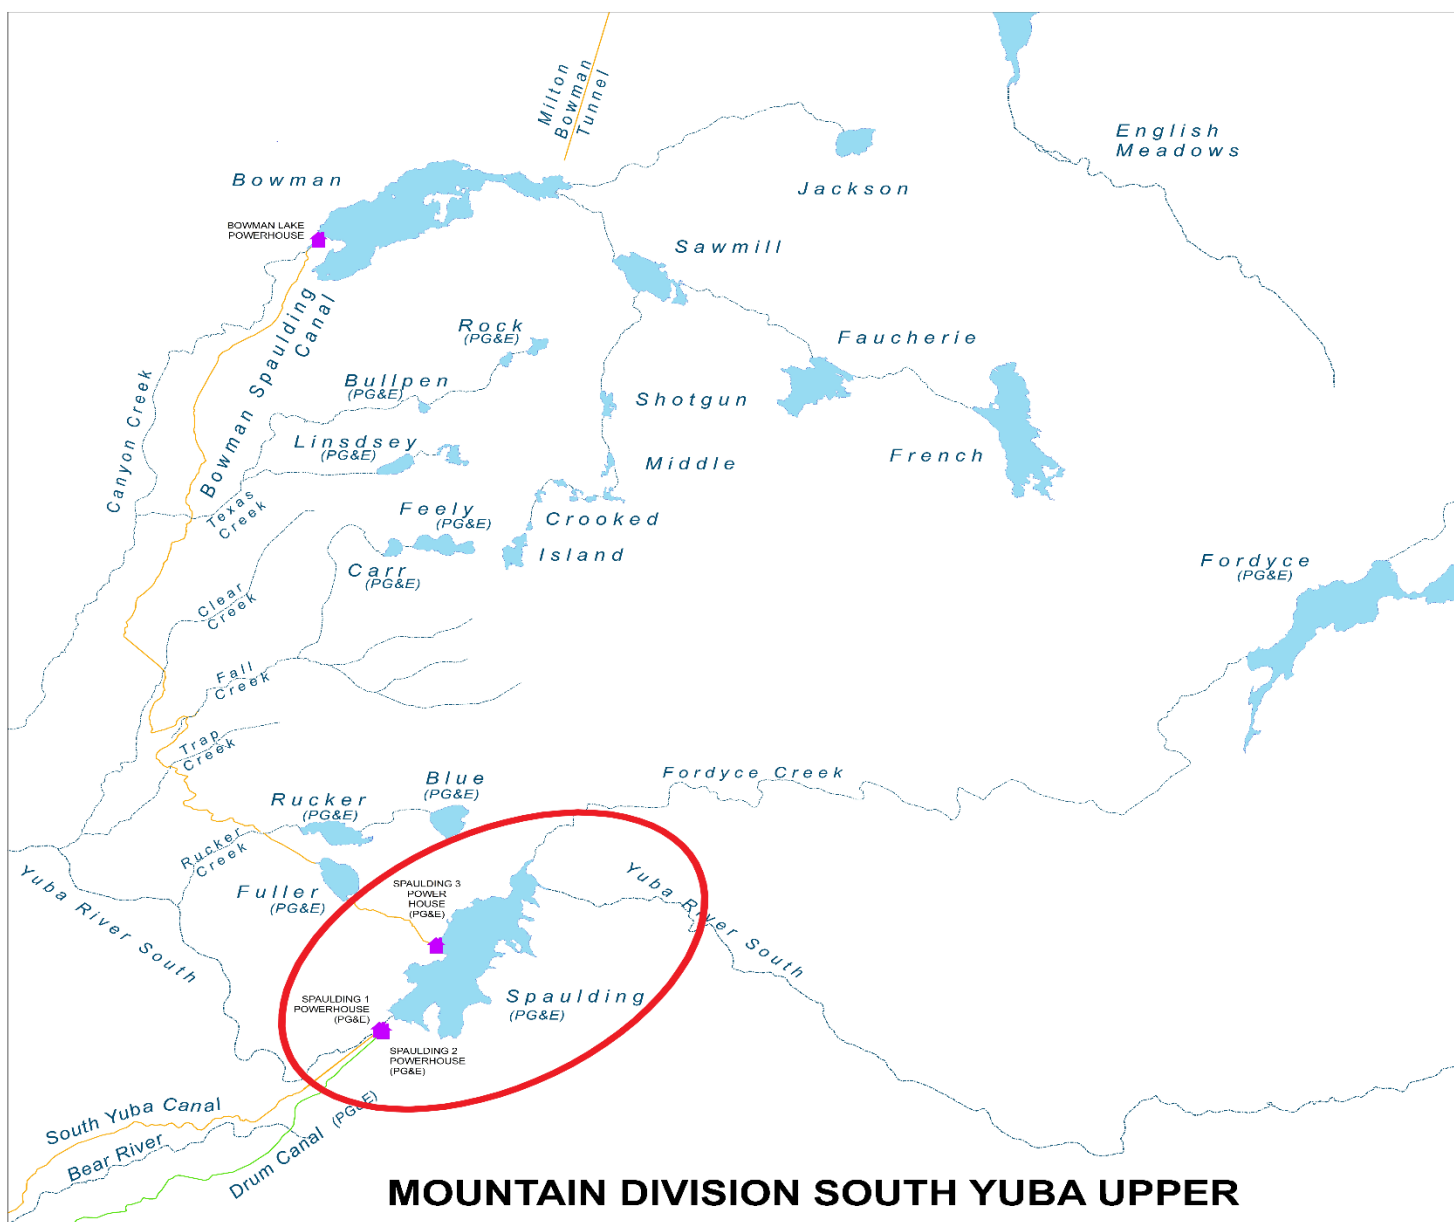 Milton
Bowman
Tunnel
English
Meadows
Bowman
Jackson
BOWMAN LAKE
POWERHOUSE
Sawmill
Bowman Spaulding
Canal
Rock
(PG&E)
Faucherie
Canyon Creek
Bullpen
(PG&E)
Shotgun
Linsdsey
(PG&E)
Middle
French
Texas
Creek
Feely
(PG&E)
Crooked
Island
Carr
(PG&E)
Fordyce
(PG&E)
Clear
Creek
Fall
Creek
Trap
Creek
Fordyce Creek
Blue
(PG&E)
Rucker
(PG&E)
Rucker
Creek
Yuba River South
Fuller
(PG&E)
SPAULDING 3
POWER
HOUSE
(PG&E)
Yuba River South
SPAULDING 1
POWERHOUSE
(PG&E)
Spaulding
(PG&E)
SPAULDING 2
POWERHOUSE
(PG&E)
South Yuba Canal
Bear River
Drum Canal (PG&E)
MOUNTAIN DIVISION SOUTH YUBA UPPER